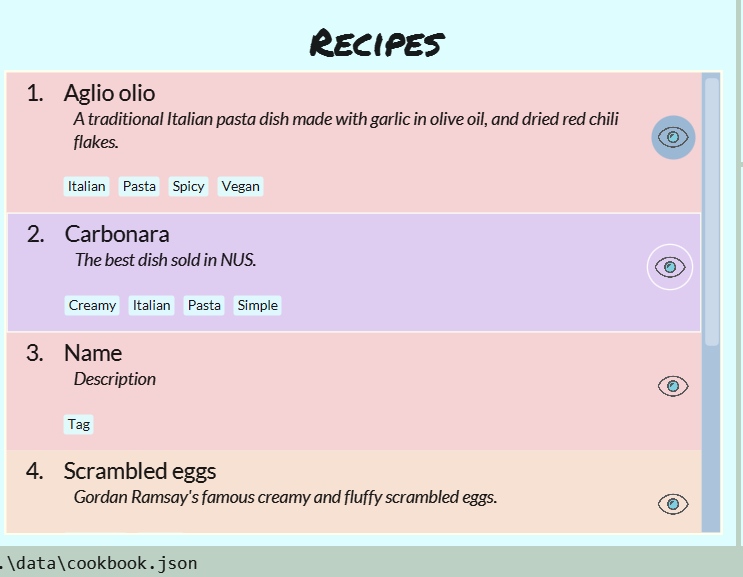 Recipes
1. Aglio olio
A traditional Italian pasta dish made with garlic in olive oil, and dried red chili
flakes.
Italian Pasta Spicy Vegan
2. Carbonara
The best dish sold in NUS.
Creamy Italian Pasta Simple
3. Name
Description
Tag
4. Scrambled eggs
Gordan Ramsay's famous creamy and fluffy scrambled eggs.
.\data\cookbook.json